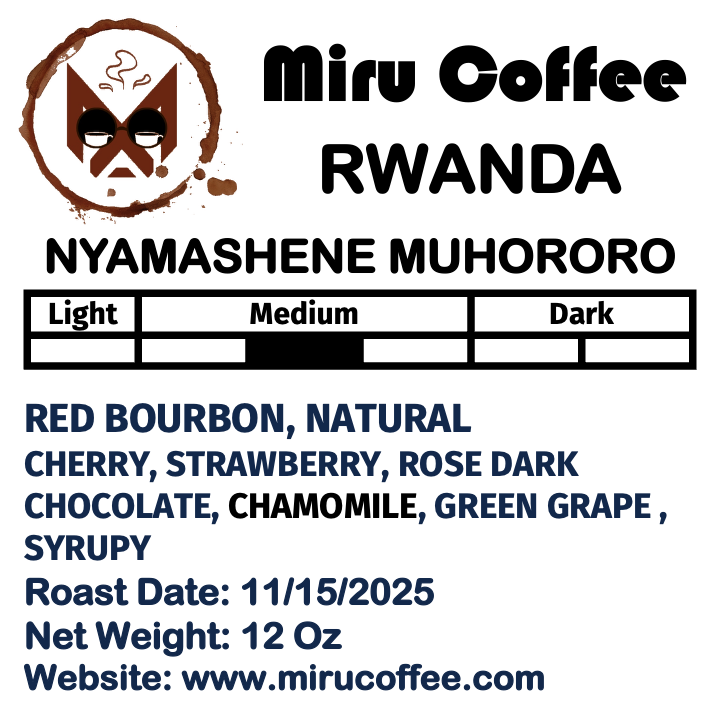 Miru Coffee
RWANDA
NYAMASHENE MUHORORO
Light Medium Dark
RED BOURBON, NATURAL
CHERRY, STRAWBERRY, ROSE DARK
CHOCOLATE, CHAMOMILE, GREEN GRAPE ,
SYRUPY
Roast Date: 11/15/2025
Net Weight: 12 Oz
Website: www.mirucoffee.com